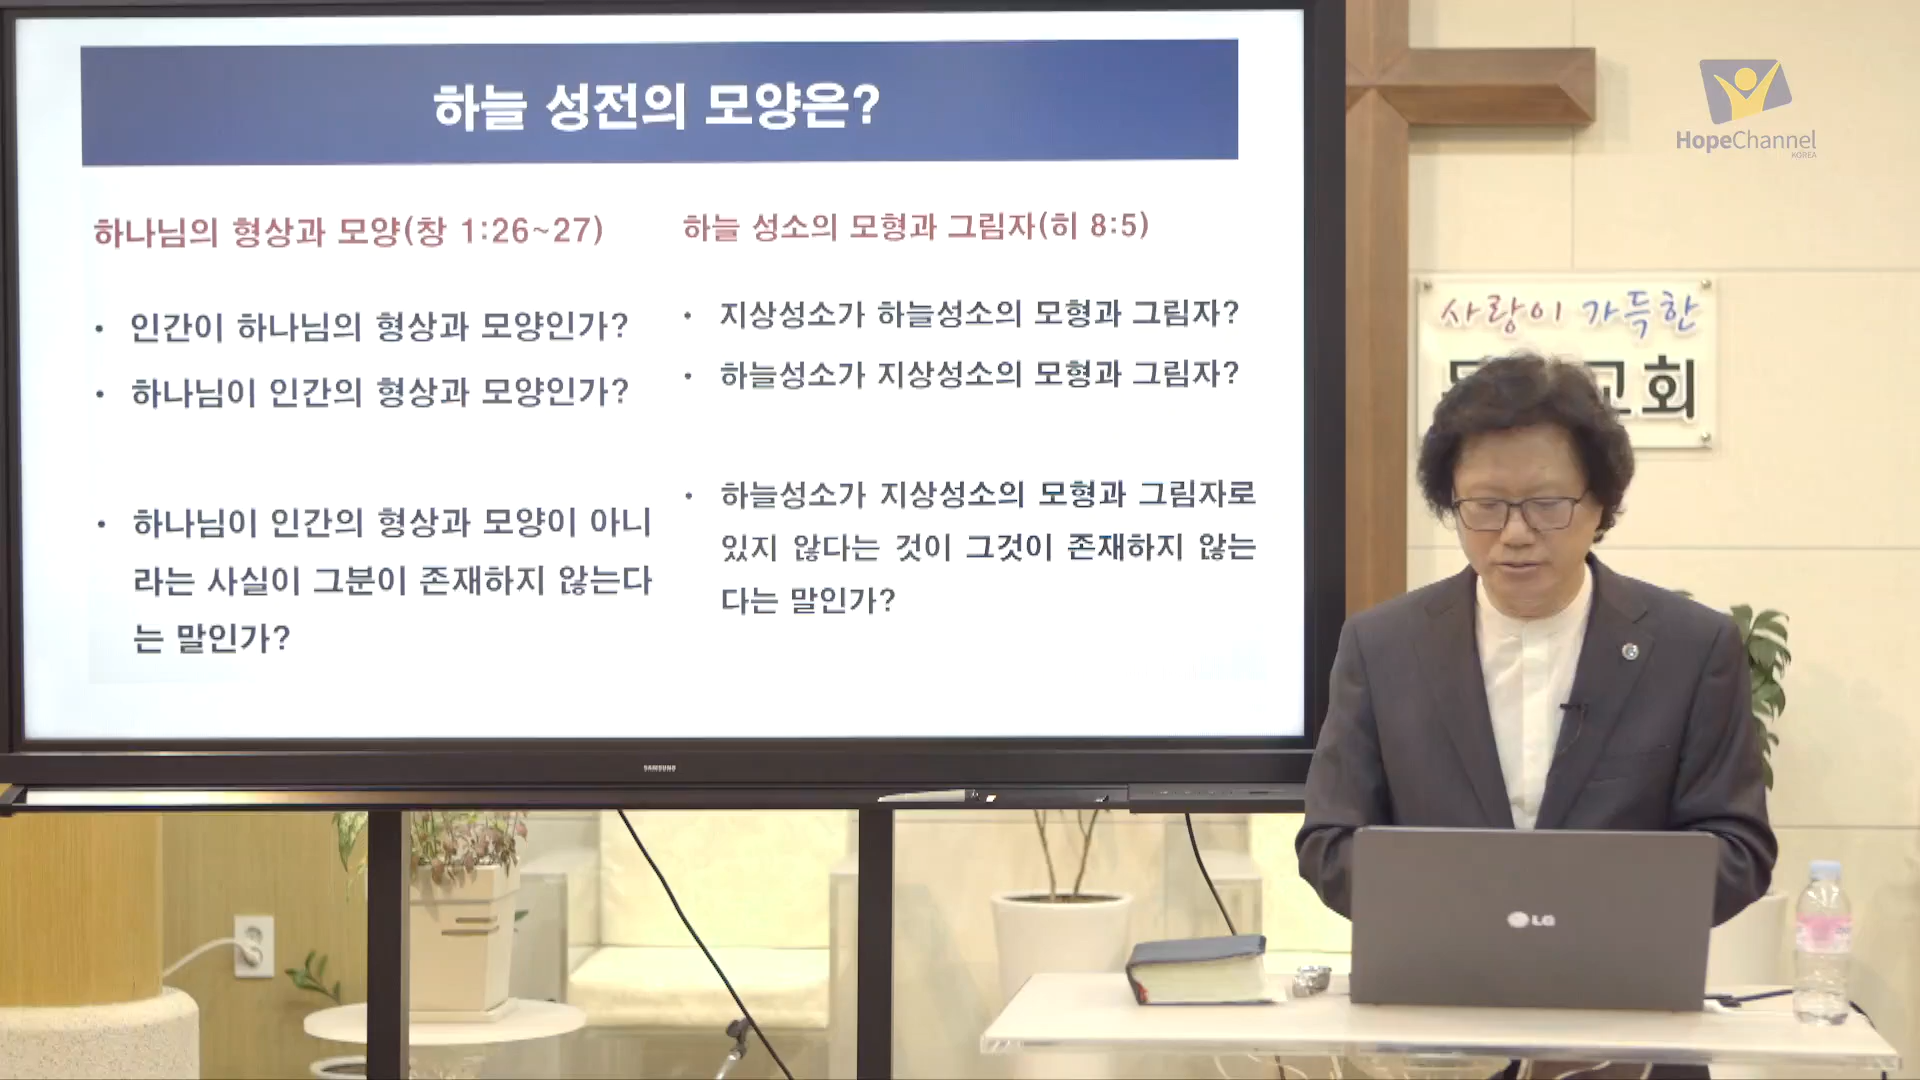 하늘 성전의 모양은?
하나님의 형상과 모양(창 1:26~27)
• 인간이 하나님의 형상과 모양인가?
• 하나님이 인간의 형상과 모양인가?
• 하나님이 인간의 형상과 모양이 아니
라는 사실이 그분이 존재하지 않는다
는 말인가?
하늘 성소의 모형과 그림자(히 8:5)
• 지상성소가 하늘성소의 모형과 그림자?
• 하늘성소가 지상성소의 모형과 그림자?
• 하늘성소가 지상성소의 모형과 그림자로
있지 않다는 것이 그것이 존재하지 않는
다는 말인가?
SAMSUNG
HopeChannel
KOREA
사랑이 가득한
교회
LG